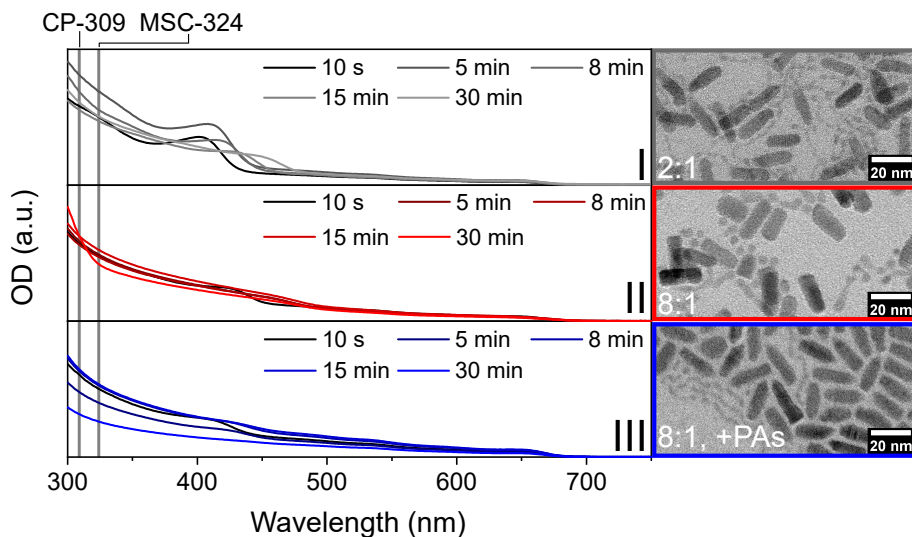 CP-309 MSC-324
10 s 5 min 8 min
15 min 30 min
I
2:1
20 nm
10 s 5 min 8 min
15 min 30 min
II
8:1
20 nm
10 s 5 min 8 min
15 min 30 min
III
8:1, +PAs
20 nm
OD (a.u.)
300 400 500 600 700
Wavelength (nm)